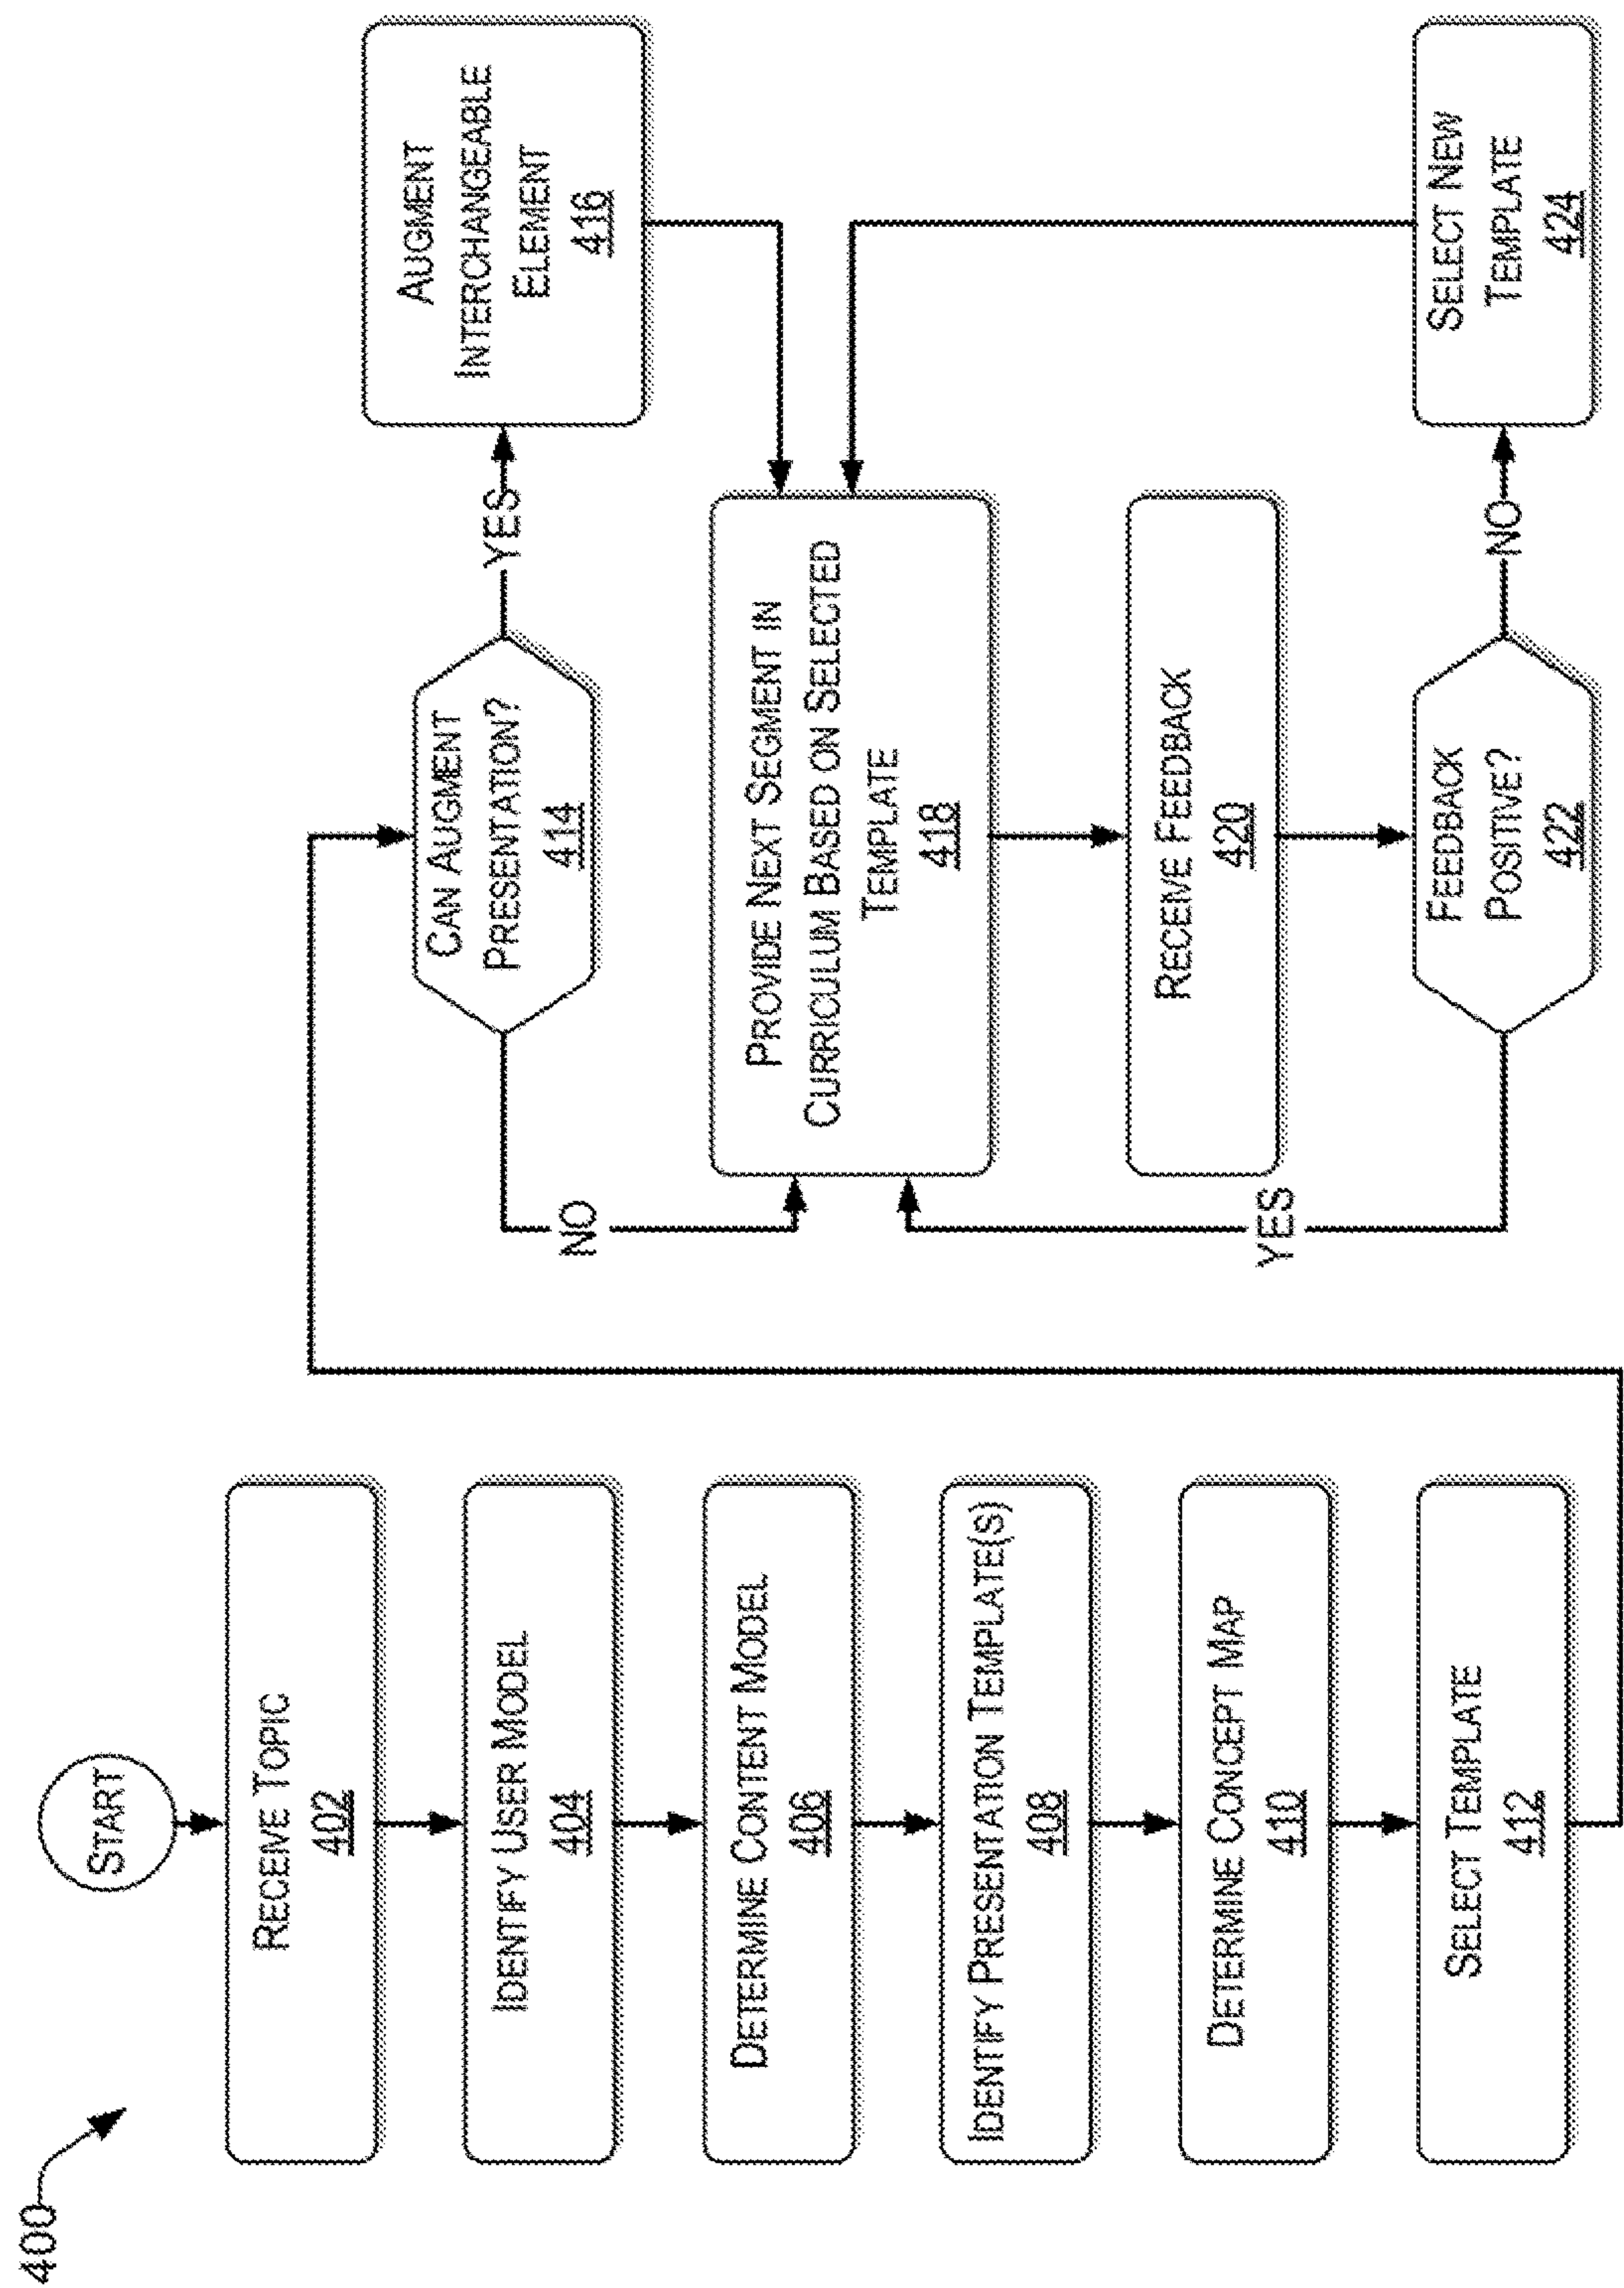 400
START
RECEIVE TOPIC
402
IDENTIFY USER MODEL
404
DETERMINE CONTENT MODEL
406
IDENTIFY PRESENTATION TEMPLATE(S)
408
DETERMINE CONCEPT MAP
410
SELECT TEMPLATE
412
CAN AUGMENT
PRESENTATION?
414
YES
NO
AUGMENT
INTERCHANGEABLE
ELEMENT
416
PROVIDE NEXT SEGMENT IN
CURRICULUM BASED ON SELECTED
TEMPLATE
418
RECEIVE FEEDBACK
420
FEEDBACK
POSITIVE?
422
YES
NO
SELECT NEW
TEMPLATE
424